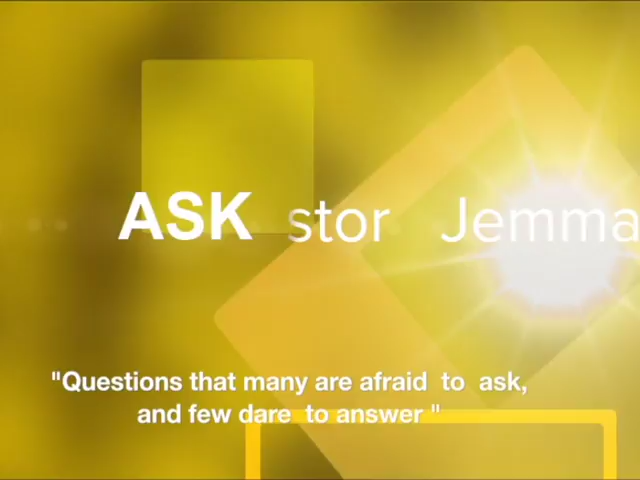 ASK stor Jemma
"Questions that many are afraid to ask,
and few dare to answer "